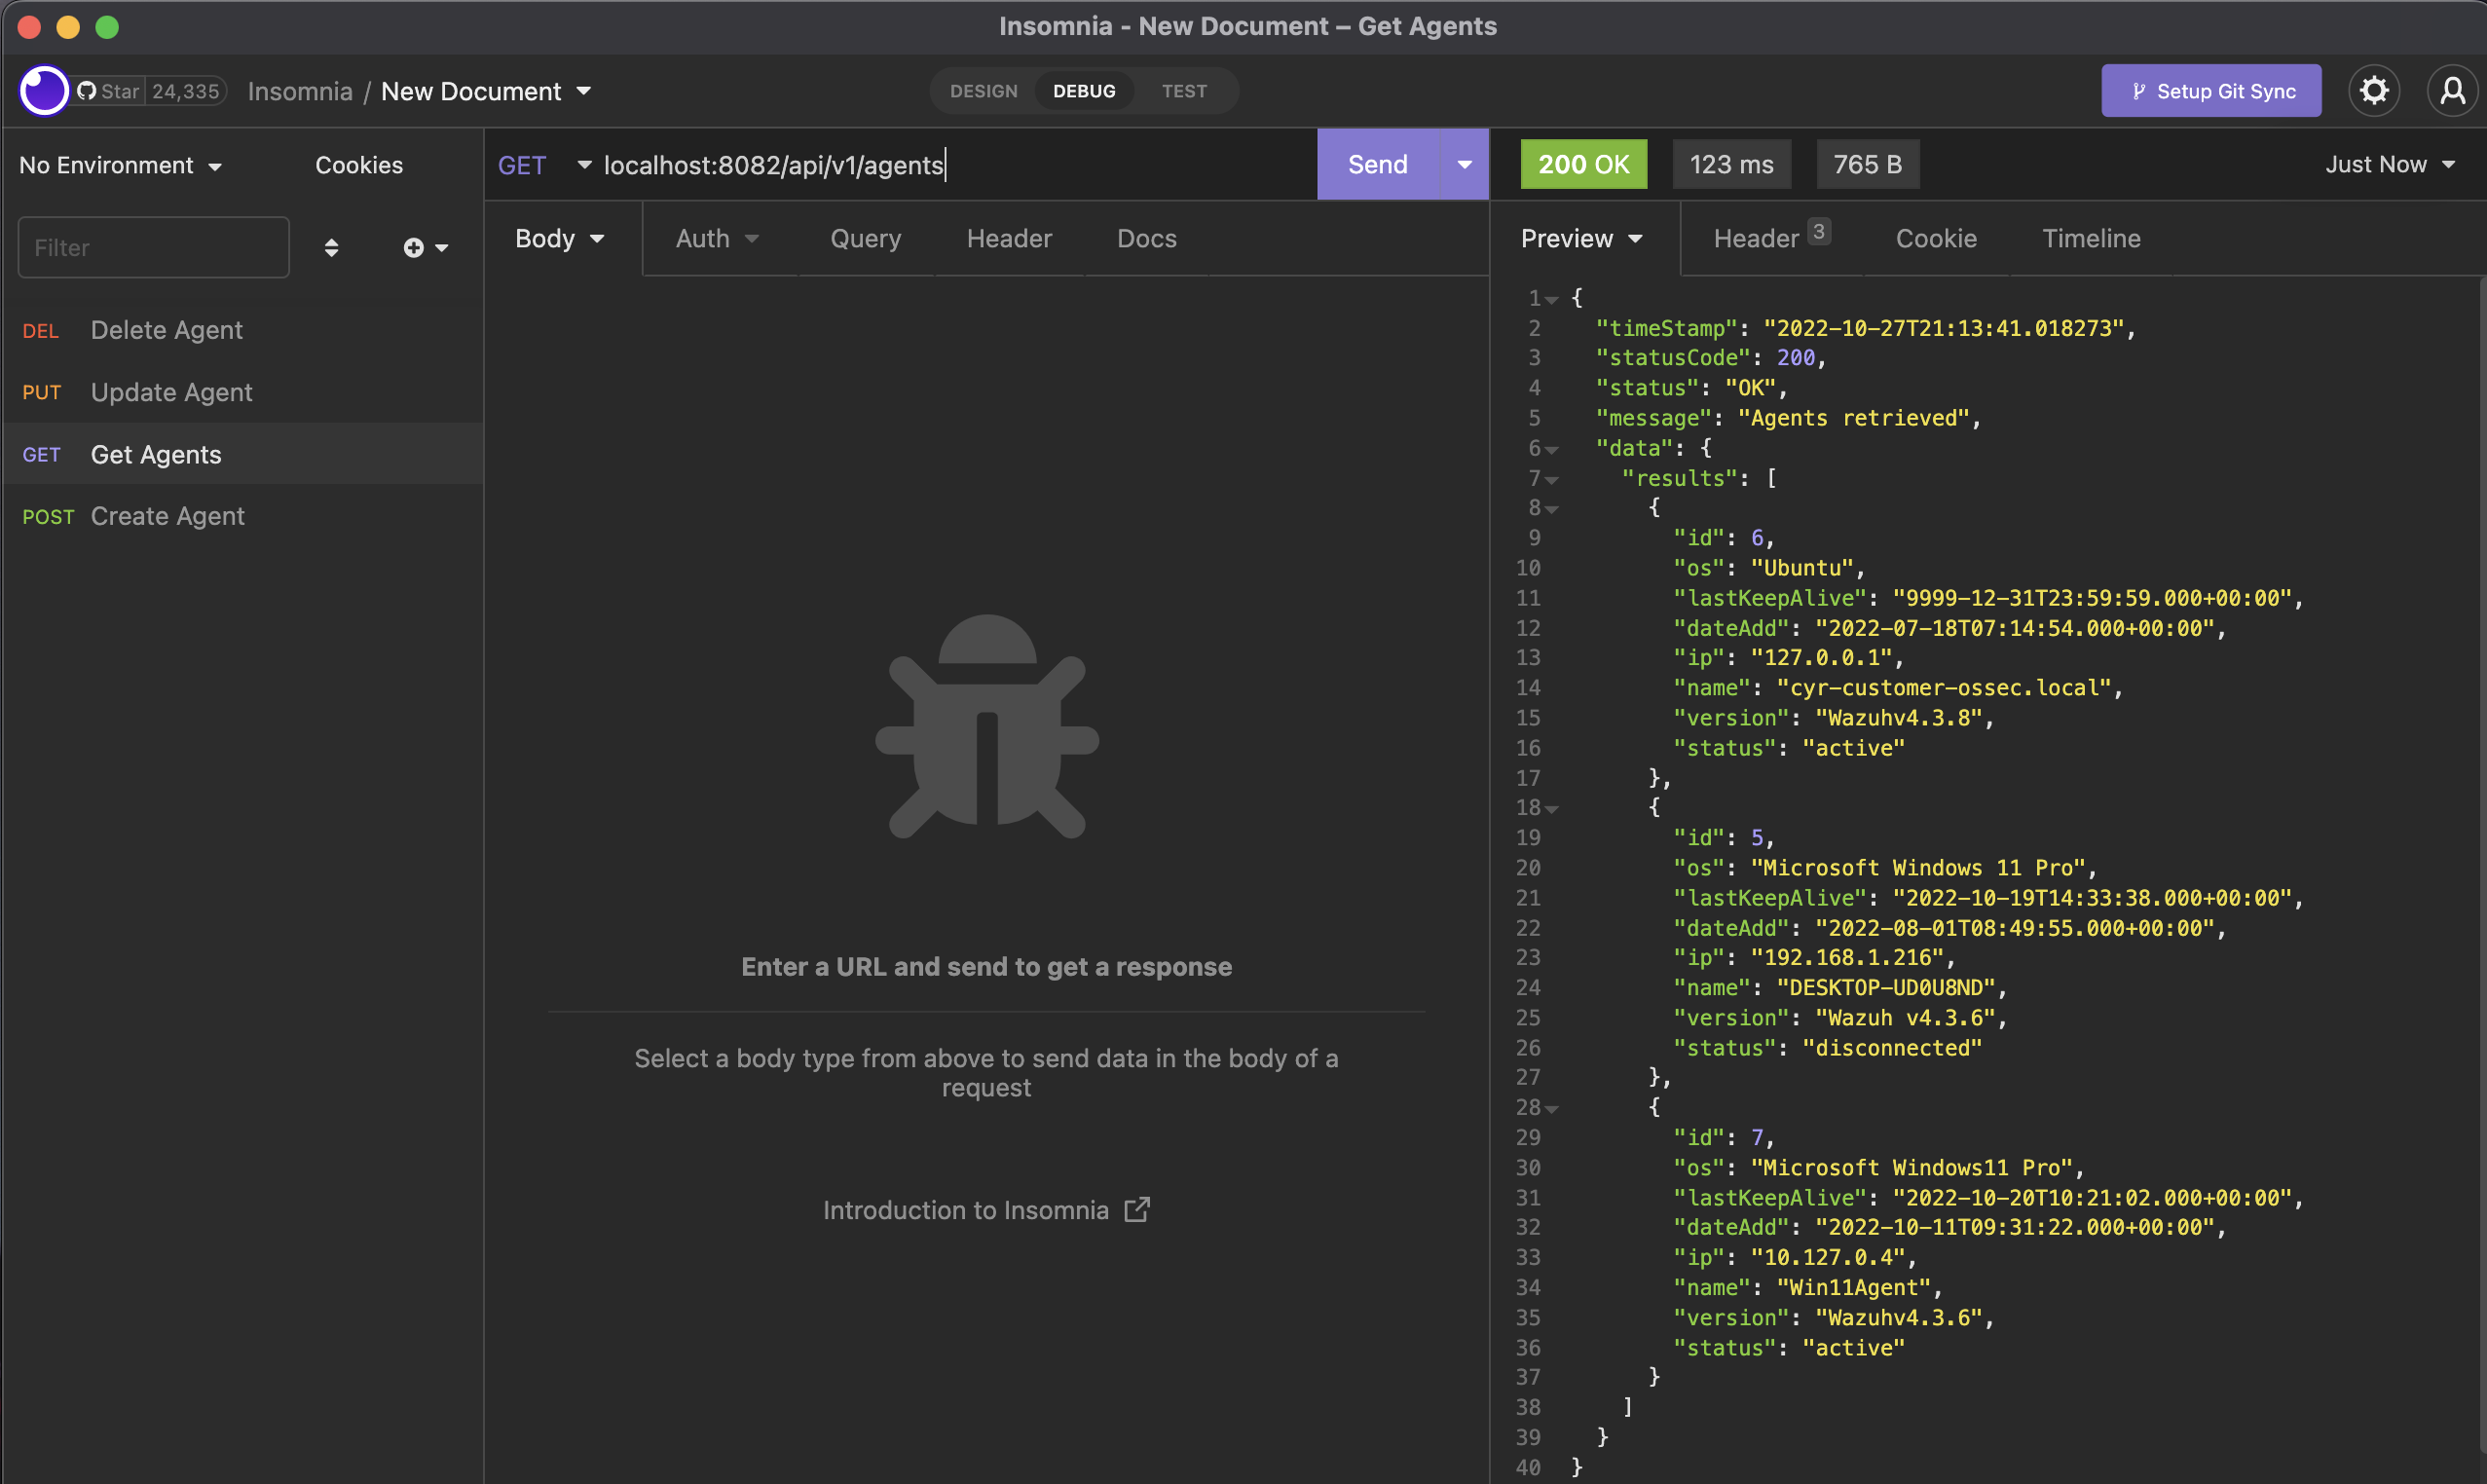 Insomnia - New Document – Get Agents
Star 24,335 Insomnia / New Document
DESIGN DEBUG TEST
Setup Git Sync
No Environment Cookies
GET localhost:8082/api/v1/agents Send
200 OK 123 ms 765 B Just Now
Filter
DEL Delete Agent
PUT Update Agent
GET Get Agents
POST Create Agent
Body Auth Query Header Docs
Enter a URL and send to get a response
Select a body type from above to send data in the body of a
request
Introduction to Insomnia
Preview Header 3 Cookie Timeline
1 {
2 "timeStamp": "2022-10-27T21:13:41.018273",
3 "statusCode": 200,
4 "status": "OK",
5 "message": "Agents retrieved",
6 "data": {
7 "results": [
8 {
9 "id": 6,
10 "os": "Ubuntu",
11 "lastKeepAlive": "9999-12-31T23:59:59.000+00:00",
12 "dateAdd": "2022-07-18T07:14:54.000+00:00",
13 "ip": "127.0.0.1",
14 "name": "cyr-customer-ossec.local",
15 "version": "Wazuhv4.3.8",
16 "status": "active"
17 },
18 {
19 "id": 5,
20 "os": "Microsoft Windows 11 Pro",
21 "lastKeepAlive": "2022-10-19T14:33:38.000+00:00",
22 "dateAdd": "2022-08-01T08:49:55.000+00:00",
23 "ip": "192.168.1.216",
24 "name": "DESKTOP-UD0U8ND",
25 "version": "Wazuh v4.3.6",
26 "status": "disconnected"
27 },
28 {
29 "id": 7,
30 "os": "Microsoft Windows11 Pro",
31 "lastKeepAlive": "2022-10-20T10:21:02.000+00:00",
32 "dateAdd": "2022-10-11T09:31:22.000+00:00",
33 "ip": "10.127.0.4",
34 "name": "Win11Agent",
35 "version": "Wazuhv4.3.6",
36 "status": "active"
37 }
38 ]
39 }
40 }